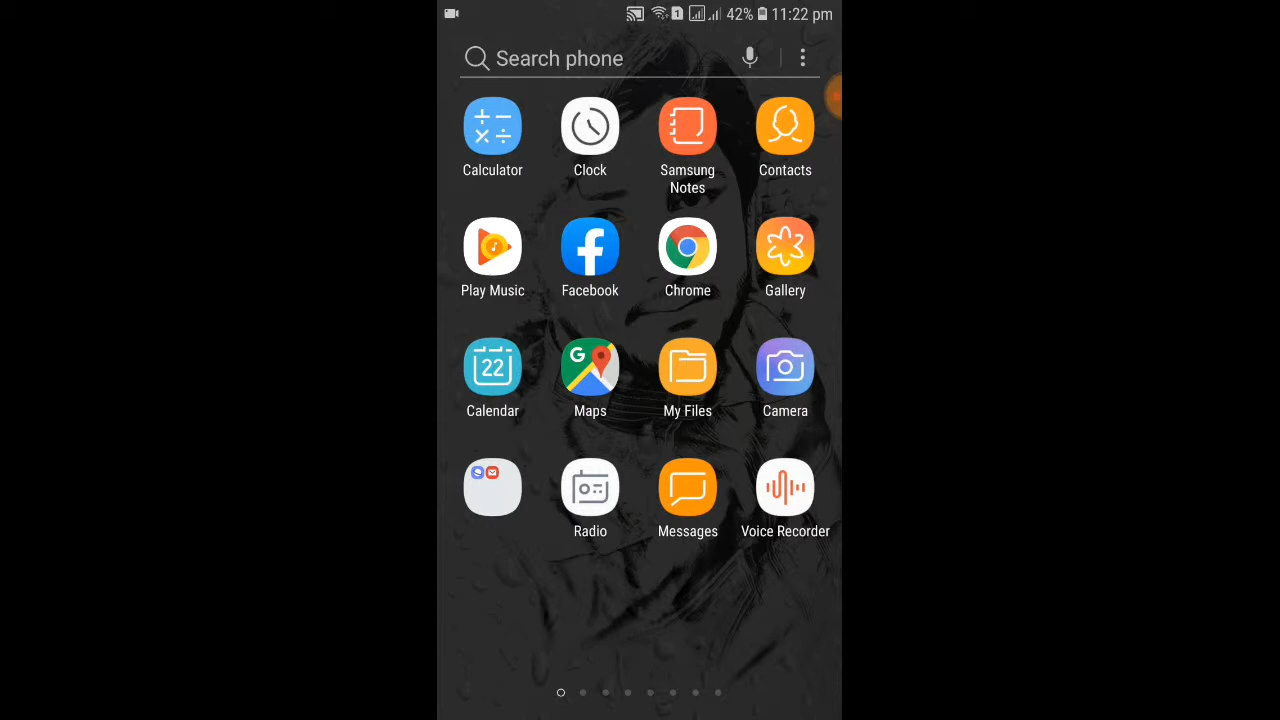 1 42% 11:22 pm
Search phone
Calculator Clock Samsung Notes Contacts
Play Music Facebook Chrome Gallery
22
G
Calendar Maps My Files Camera
Radio Messages Voice Recorder